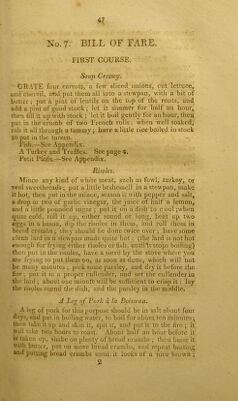 47
No. 7. BILL OF FARE.
FIRST COURSE.
Soup Cressey.
GRATE four carrots, a few sliced onions, cut lettuce,
and chervil, and put them all into a stewpan, with a bit of
butter; put a pint of lentils on the top of the roots, and
add a pint of good stock; let it simmer for half an hour,
then fill it up with stock; let it boil gently for an hour, then
put in the crumb of two French rolls: when well soaked,
rub it all through a tammy; have a little rice boiled in stock
to put in the tureen.
Fish.—See Appendix.
A Turkey and Truffles. See page
Petit Patés.—See Appendix.
Mince any kind of white meat, such as fowl, turkey, or
veal sweetbreads; put a little bechemell in a stewpan, make
it hot, then put in the mince, season it with pepper and salt,
a drop or two of garlic vinegar, the juice of half a lemon,
and a little pounded sugar; put it on a dish to cool; when
quite cold, roll it up, either round or long, beat up two
eggs in a bason, dip the in them, and roll them in
bread crumbs; they should be done twice over; have some
clean lard in a stewpan made quite hot: (the lard is not hot
enough for frying either or fish, until it stops boiling)
then put in the , have a sieve by the stove where you
are frying to put them on, as soon as done, which will not
be many minutes; pick some parsley, and dry it before the
fire; put it in a proper cullender, and set the cullender in
the lard; about one minute will be sufficient to crisp it: lay
the round the dish, and the parsley in the middle.
A Leg of Pork à la Boisseau.
A leg of pork for this purpose should be in salt about four
days, and put in boiling water, to boil for about ten minutes;
then take it up and skin it, spit it, and put it to the fire; it
will take two hours to roast. About half an hour before it
is taken up, shake on plenty of bread crumbs; then baste it
with butter, put on more bread crumbs, and repeat basting
and putting bread crumbs until it looks of a nice brown;
2